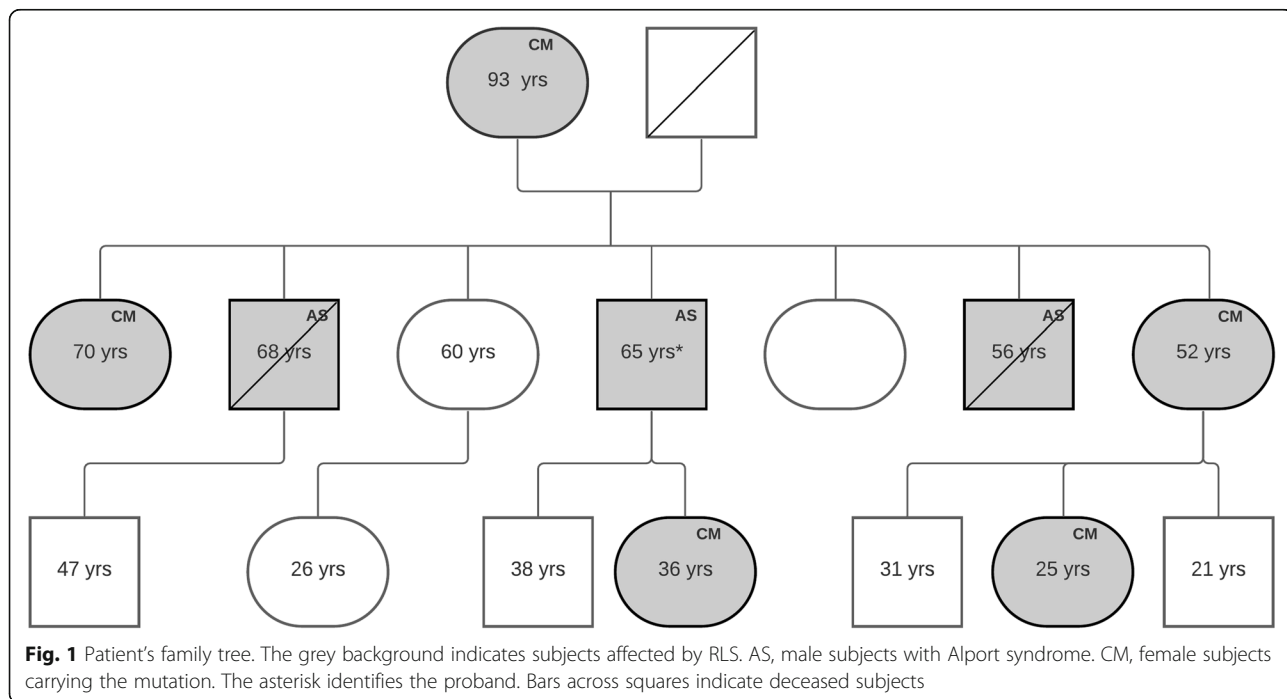 CM
93 yrs
CM
70 yrs
AS
68 yrs
60 yrs
AS
65 yrs*
AS
56 yrs
CM
52 yrs
47 yrs
26 yrs
38 yrs
CM
36 yrs
31 yrs
CM
25 yrs
21 yrs
Fig. 1 Patient's family tree. The grey background indicates subjects affected by RLS. AS, male subjects with Alport syndrome. CM, female subjects
carrying the mutation. The asterisk identifies the proband. Bars across squares indicate deceased subjects